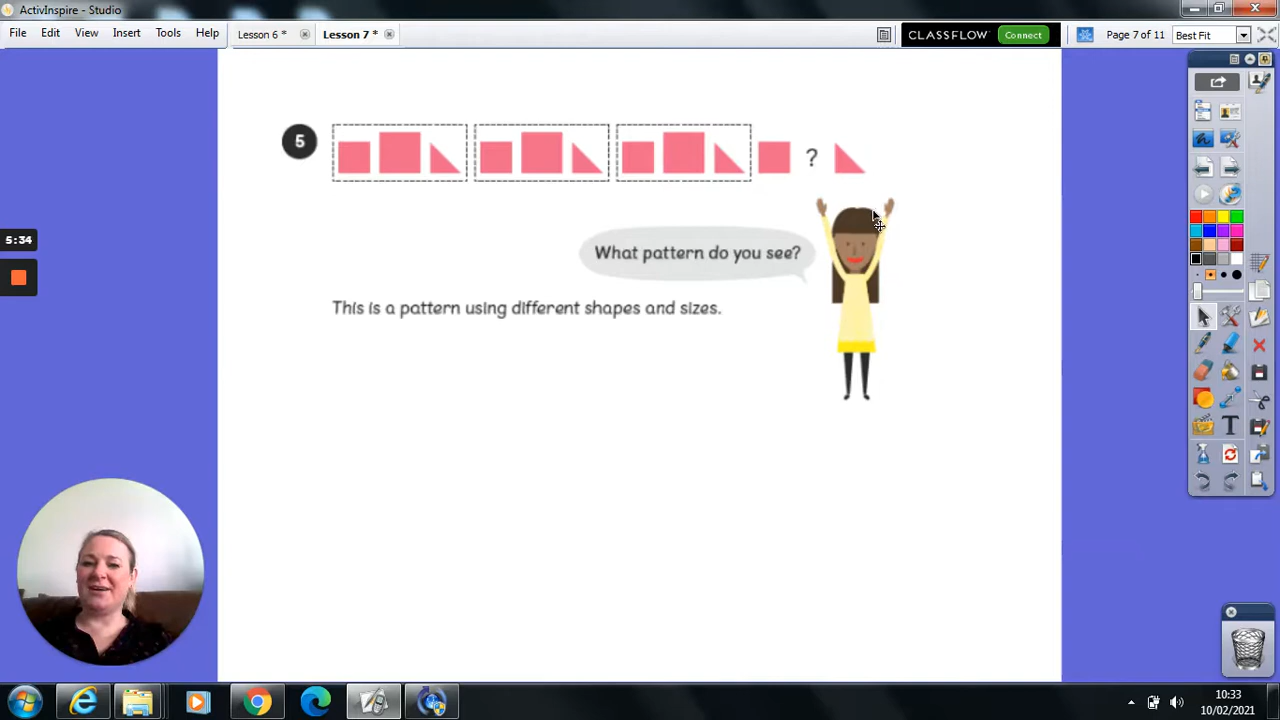 ActivInspire - Studio
File Edit View Insert Tools Help
Lesson 6 *
Lesson 7 *
CLASSFLOW Connect
Page 7 of 11
Best Fit
5
?
5:34
What pattern do you see?
This is a pattern using different shapes and sizes.
T
10:33
10/02/2021